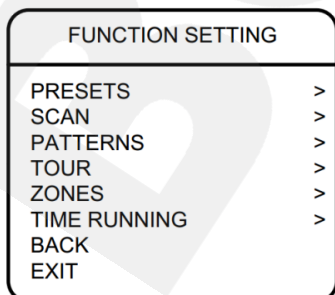 FUNCTION SETTING
PRESETS >
SCAN >
PATTERNS >
TOUR >
ZONES >
TIME RUNNING >
BACK
EXIT